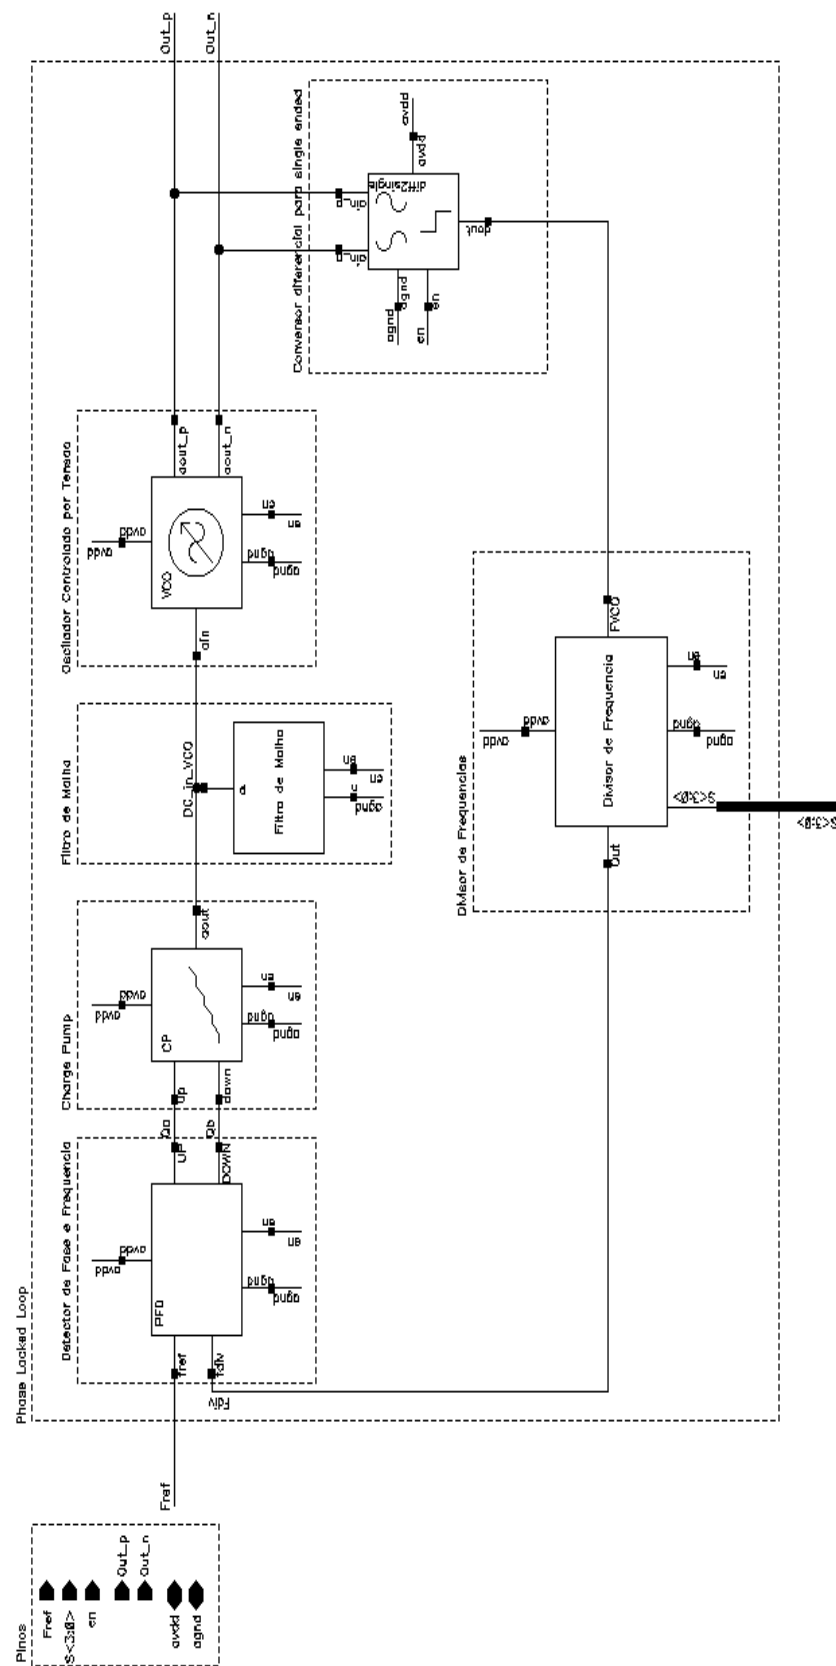 Pinos
Fref
S<3:0>
en
Out_p
Out_n
avdd
agnd
Phase Locked Loop
Fref
Detector de Fase e Frequencia
PFD
fref
fdiv
Fdiv
avdd
avdd
agnd
agnd
en
en
UP
DOWN
Qa
Qb
Charge Pump
CP
up
down
avdd
avdd
agnd
agnd
en
en
aout
Filtro de Malha
DC_in_VCO
Filtro de Malha
d
agnd
en
en
Oscilador Controlado por Tensao
VCO
ain
avdd
avdd
agnd
agnd
en
en
aout_p
aout_n
Out_p
Out_n
Conversor diferencial para single ended
diff2single
ain_p
ain_p
avdd
avdd
agnd
agnd
en
en
dout
Divisor de Frequencias
Divisor de Frequencia
FVCO
Out
avdd
avdd
agnd
agnd
en
en
S<3:0>
S<3:0>